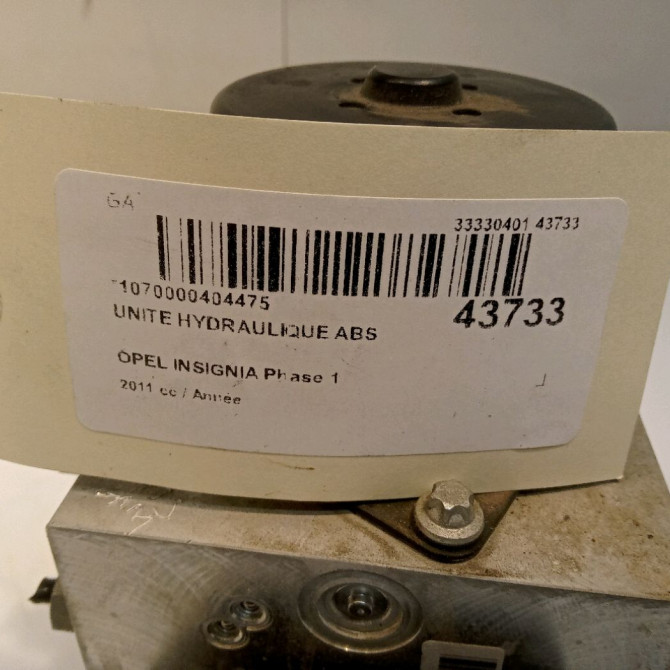 GA
33330401 43733
1070000404475
43733
UNITE HYDRAULIQUE ABS
OPEL INSIGNIA Phase 1
2011 cc / Année